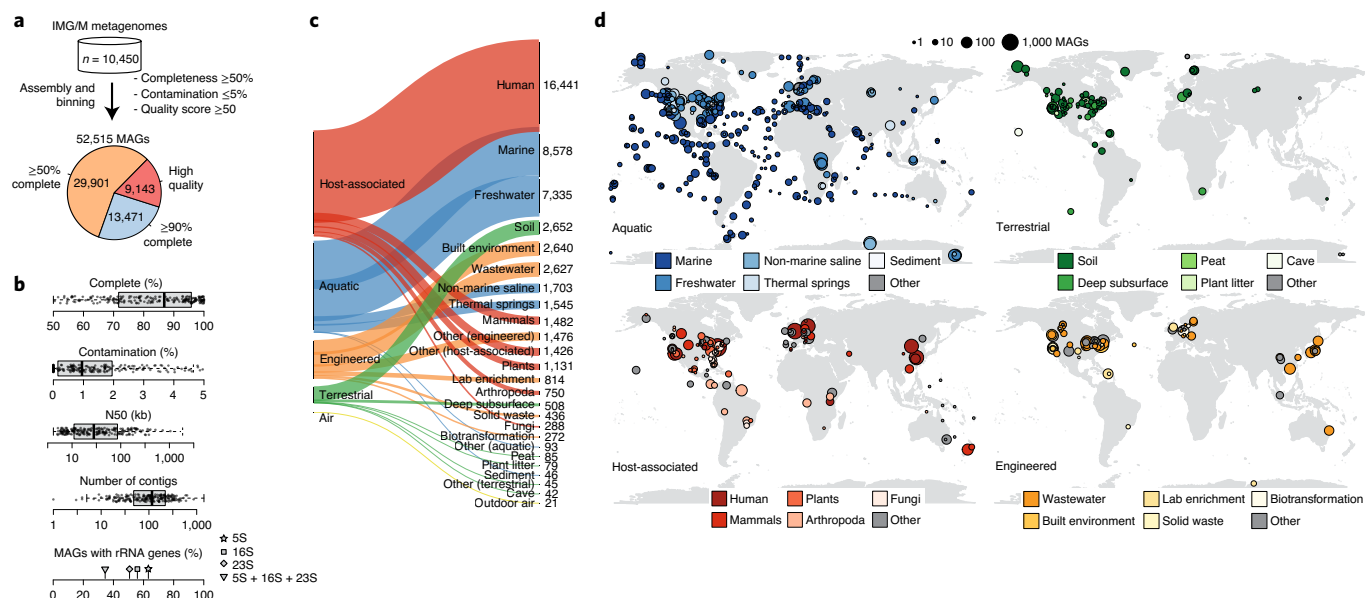 a
IMG/M metagenomes
n = 10,450
Assembly and
binning
- Completeness ≥50%
- Contamination ≤5%
- Quality score ≥50
52,515 MAGs
≥50%
complete
29,901
High
quality
9,143
13,471
≥90%
complete
b
Complete (%)
50 60 70 80 90 100
Contamination (%)
0 1 2 3 4 5
N50 (kb)
10 100 1,000
Number of contigs
1 10 100 1,000
MAGs with rRNA genes (%)
0 20 40 60 80 100
5S
16S
23S
5S + 16S + 23S
c
Host-associated
Aquatic
Engineered
Terrestrial
Air
Human 16,441
Marine 8,578
Freshwater 7,335
Soil 2,652
Built environment 2,640
Wastewater 2,627
Non-marine saline 1,703
Thermal springs 1,545
Mammals 1,482
Other (engineered) 1,476
Other (host-associated) 1,426
Plants 1,131
Lab enrichment 814
Arthropoda 750
Deep subsurface 508
Solid waste 436
Fungi 288
Biotransformation 272
Other (aquatic) 93
Peat 85
Plant litter 79
Sediment 46
Other (terrestrial) 45
Cave 42
Outdoor air 21
d
1 10 100 1,000 MAGs
Aquatic
Marine Non-marine saline Sediment
Freshwater Thermal springs Other
Terrestrial
Soil Peat Cave
Deep subsurface Plant litter Other
Host-associated
Human Plants Fungi
Mammals Arthropoda Other
Engineered
Wastewater Lab enrichment Biotransformation
Built environment Solid waste Other